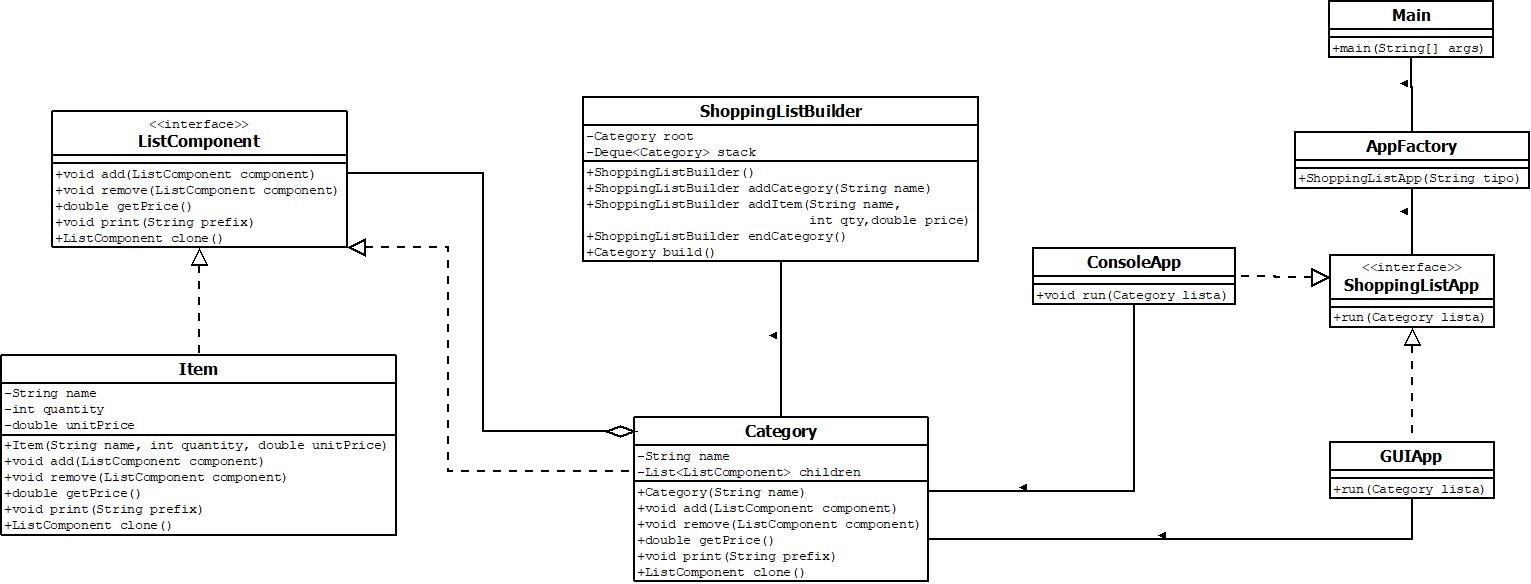 Main
+main(String[] args)
<<interface>>
ListComponent
+void add(ListComponent component)
+void remove(ListComponent component)
+double getPrice()
+void print(String prefix)
+ListComponent clone()
ShoppingListBuilder
-Category root
-Deque<Category> stack
+ShoppingListBuilder()
+ShoppingListBuilder addCategory(String name)
+ShoppingListBuilder addItem(String name,
int qty,double price)
+ShoppingListBuilder endCategory()
+Category build()
AppFactory
+ShoppingListApp(String tipo)
ConsoleApp
+void run(Category lista)
<<interface>>
ShoppingListApp
+run(Category lista)
Item
-String name
-int quantity
-double unitPrice
+Item(String name, int quantity, double unitPrice)
+void add(ListComponent component)
+void remove(ListComponent component)
+double getPrice()
+void print(String prefix)
+ListComponent clone()
Category
-String name
-List<ListComponent> children
+Category(String name)
+void add(ListComponent component)
+void remove(ListComponent component)
+double getPrice()
+void print(String prefix)
+ListComponent clone()
GUIApp
+run(Category lista)